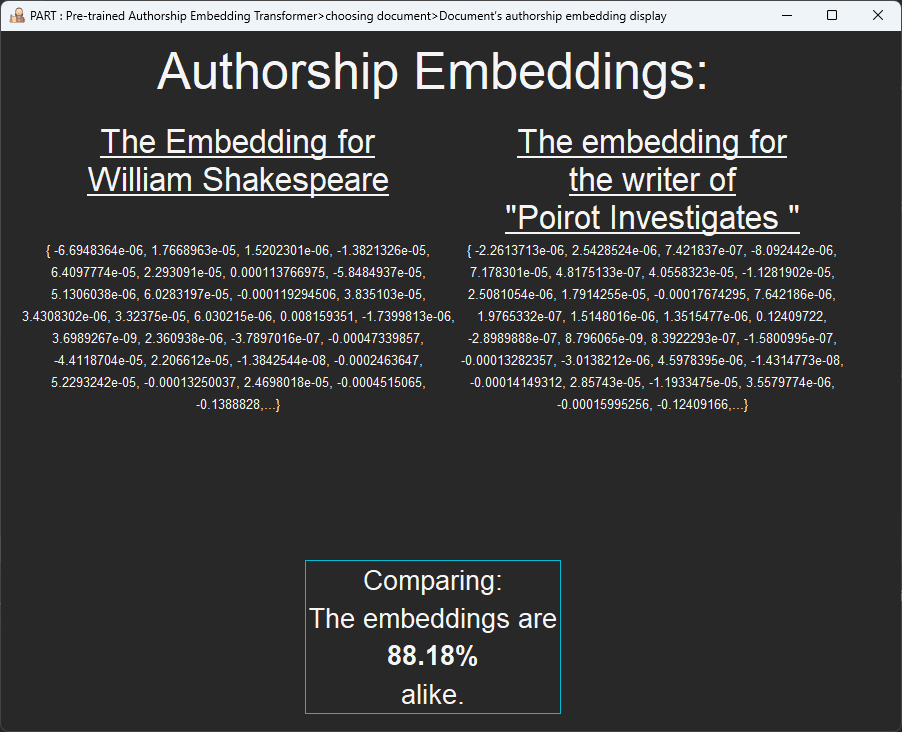 PART : Pre-trained Authorship Embedding Transformer>choosing document>Document's authorship embedding display
Authorship Embeddings:
The Embedding for
William Shakespeare
{ -6.6948364e-06, 1.7668963e-05, 1.5202301e-06, -1.3821326e-05,
6.4097774e-05, 2.293091e-05, 0.000113766975, -5.8484937e-05,
5.1306038e-06, 6.0283197e-05, -0.000119294506, 3.835103e-05,
3.4308302e-06, 3.32375e-05, 6.030215e-06, 0.008159351, -1.7399813e-06,
3.6989267e-09, 2.360938e-06, -3.7897016e-07, -0.00047339857,
-4.4118704e-05, 2.206612e-05, -1.3842544e-08, -0.0002463647,
5.2293242e-05, -0.00013250037, 2.4698018e-05, -0.0004515065,
-0.1388828,...}
The embedding for
the writer of
"Poirot Investigates "
{ -2.2613713e-06, 2.5428524e-06, 7.421837e-07, -8.092442e-06,
7.178301e-05, 4.8175133e-07, 4.0558323e-05, -1.1281902e-05,
2.5081054e-06, 1.7914255e-05, -0.00017674295, 7.642186e-06,
1.9765332e-07, 1.5148016e-06, 1.3515477e-06, 0.12409722,
-2.8989888e-07, 8.796065e-09, 8.3922293e-07, -1.5800995e-07,
-0.00013282357, -3.0138212e-06, 4.5978395e-06, -1.4314773e-08,
-0.00014149312, 2.85743e-05, -1.1933475e-05, 3.5579774e-06,
-0.00015995256, -0.12409166,...}
Comparing:
The embeddings are
88.18%
alike.